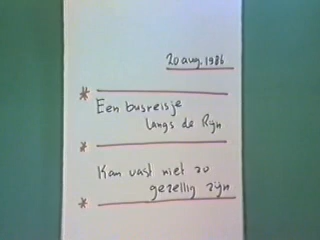 20 aug. 1986
Een busreisje
langs de Rijn
Kan vast niet zo
gezellig zijn